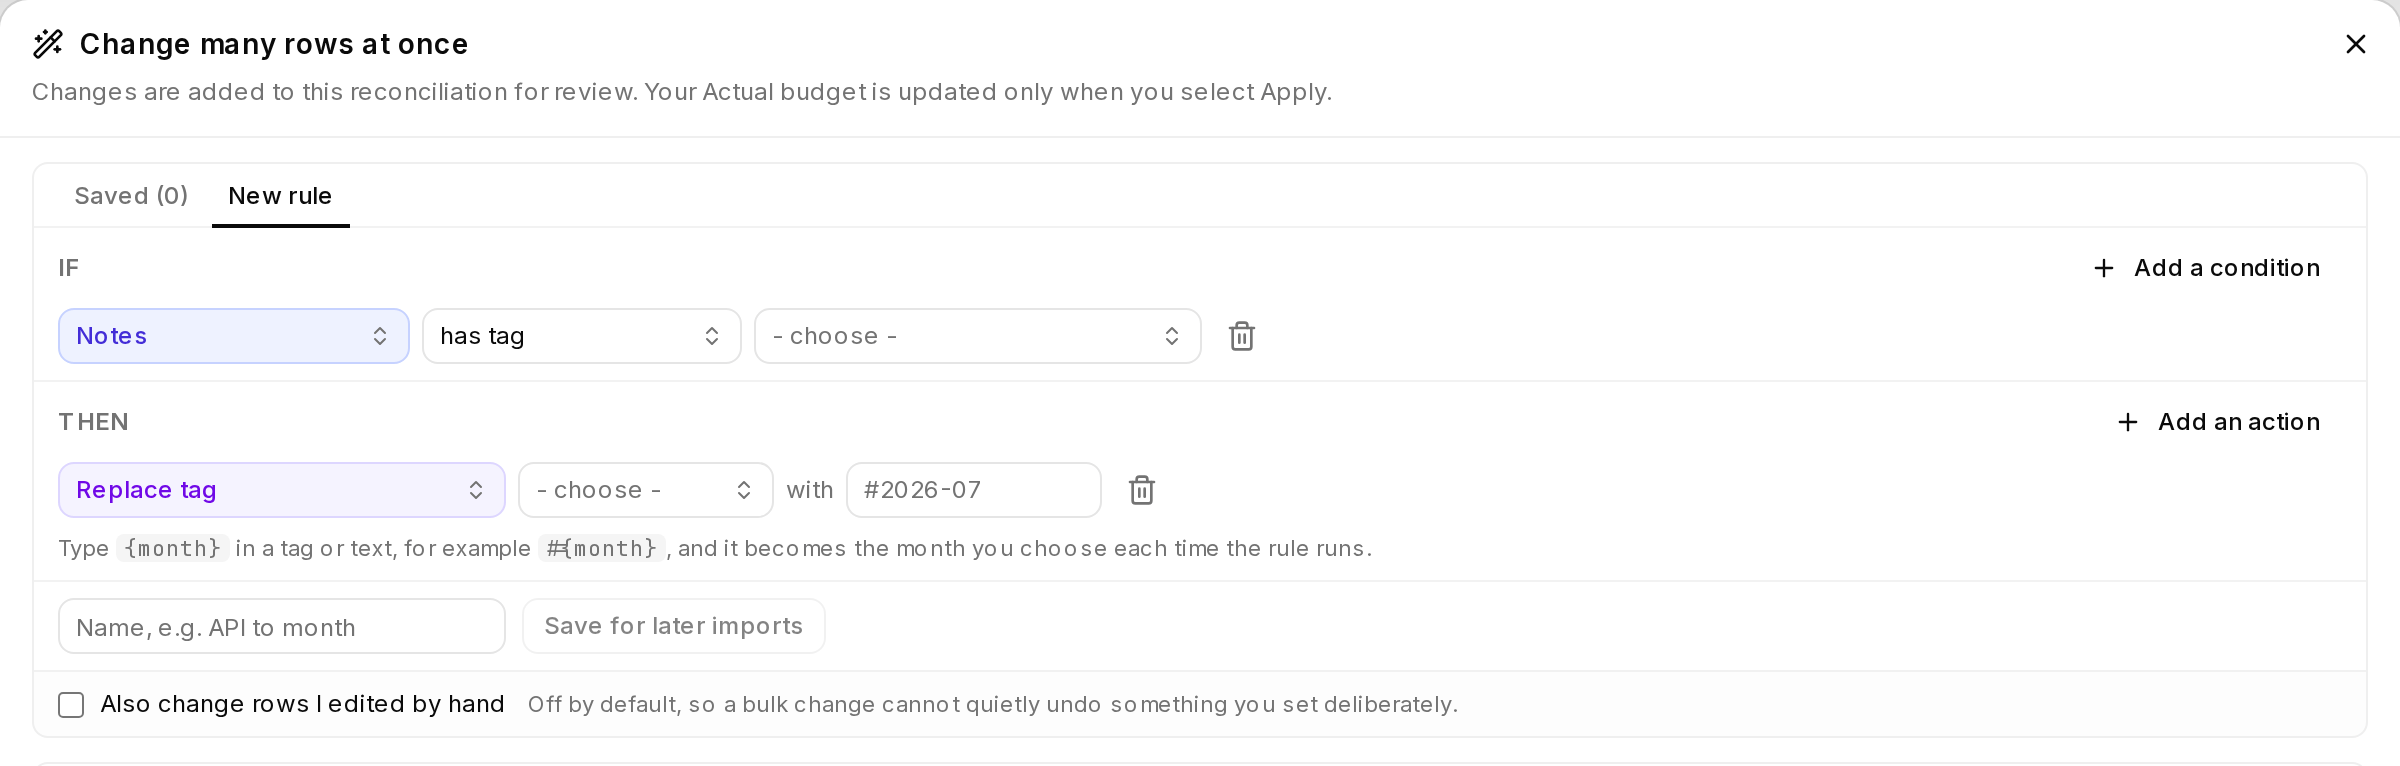 Change many rows at once
Changes are added to this reconciliation for review. Your Actual budget is updated only when you select Apply.
Saved (0) New rule
IF Add a condition
Notes has tag - choose -
THEN Add an action
Replace tag - choose - with #2026-07
Type {month} in a tag or text, for example #{month}, and it becomes the month you choose each time the rule runs.
Name, e.g. API to month Save for later imports
Also change rows I edited by hand Off by default, so a bulk change cannot quietly undo something you set deliberately.